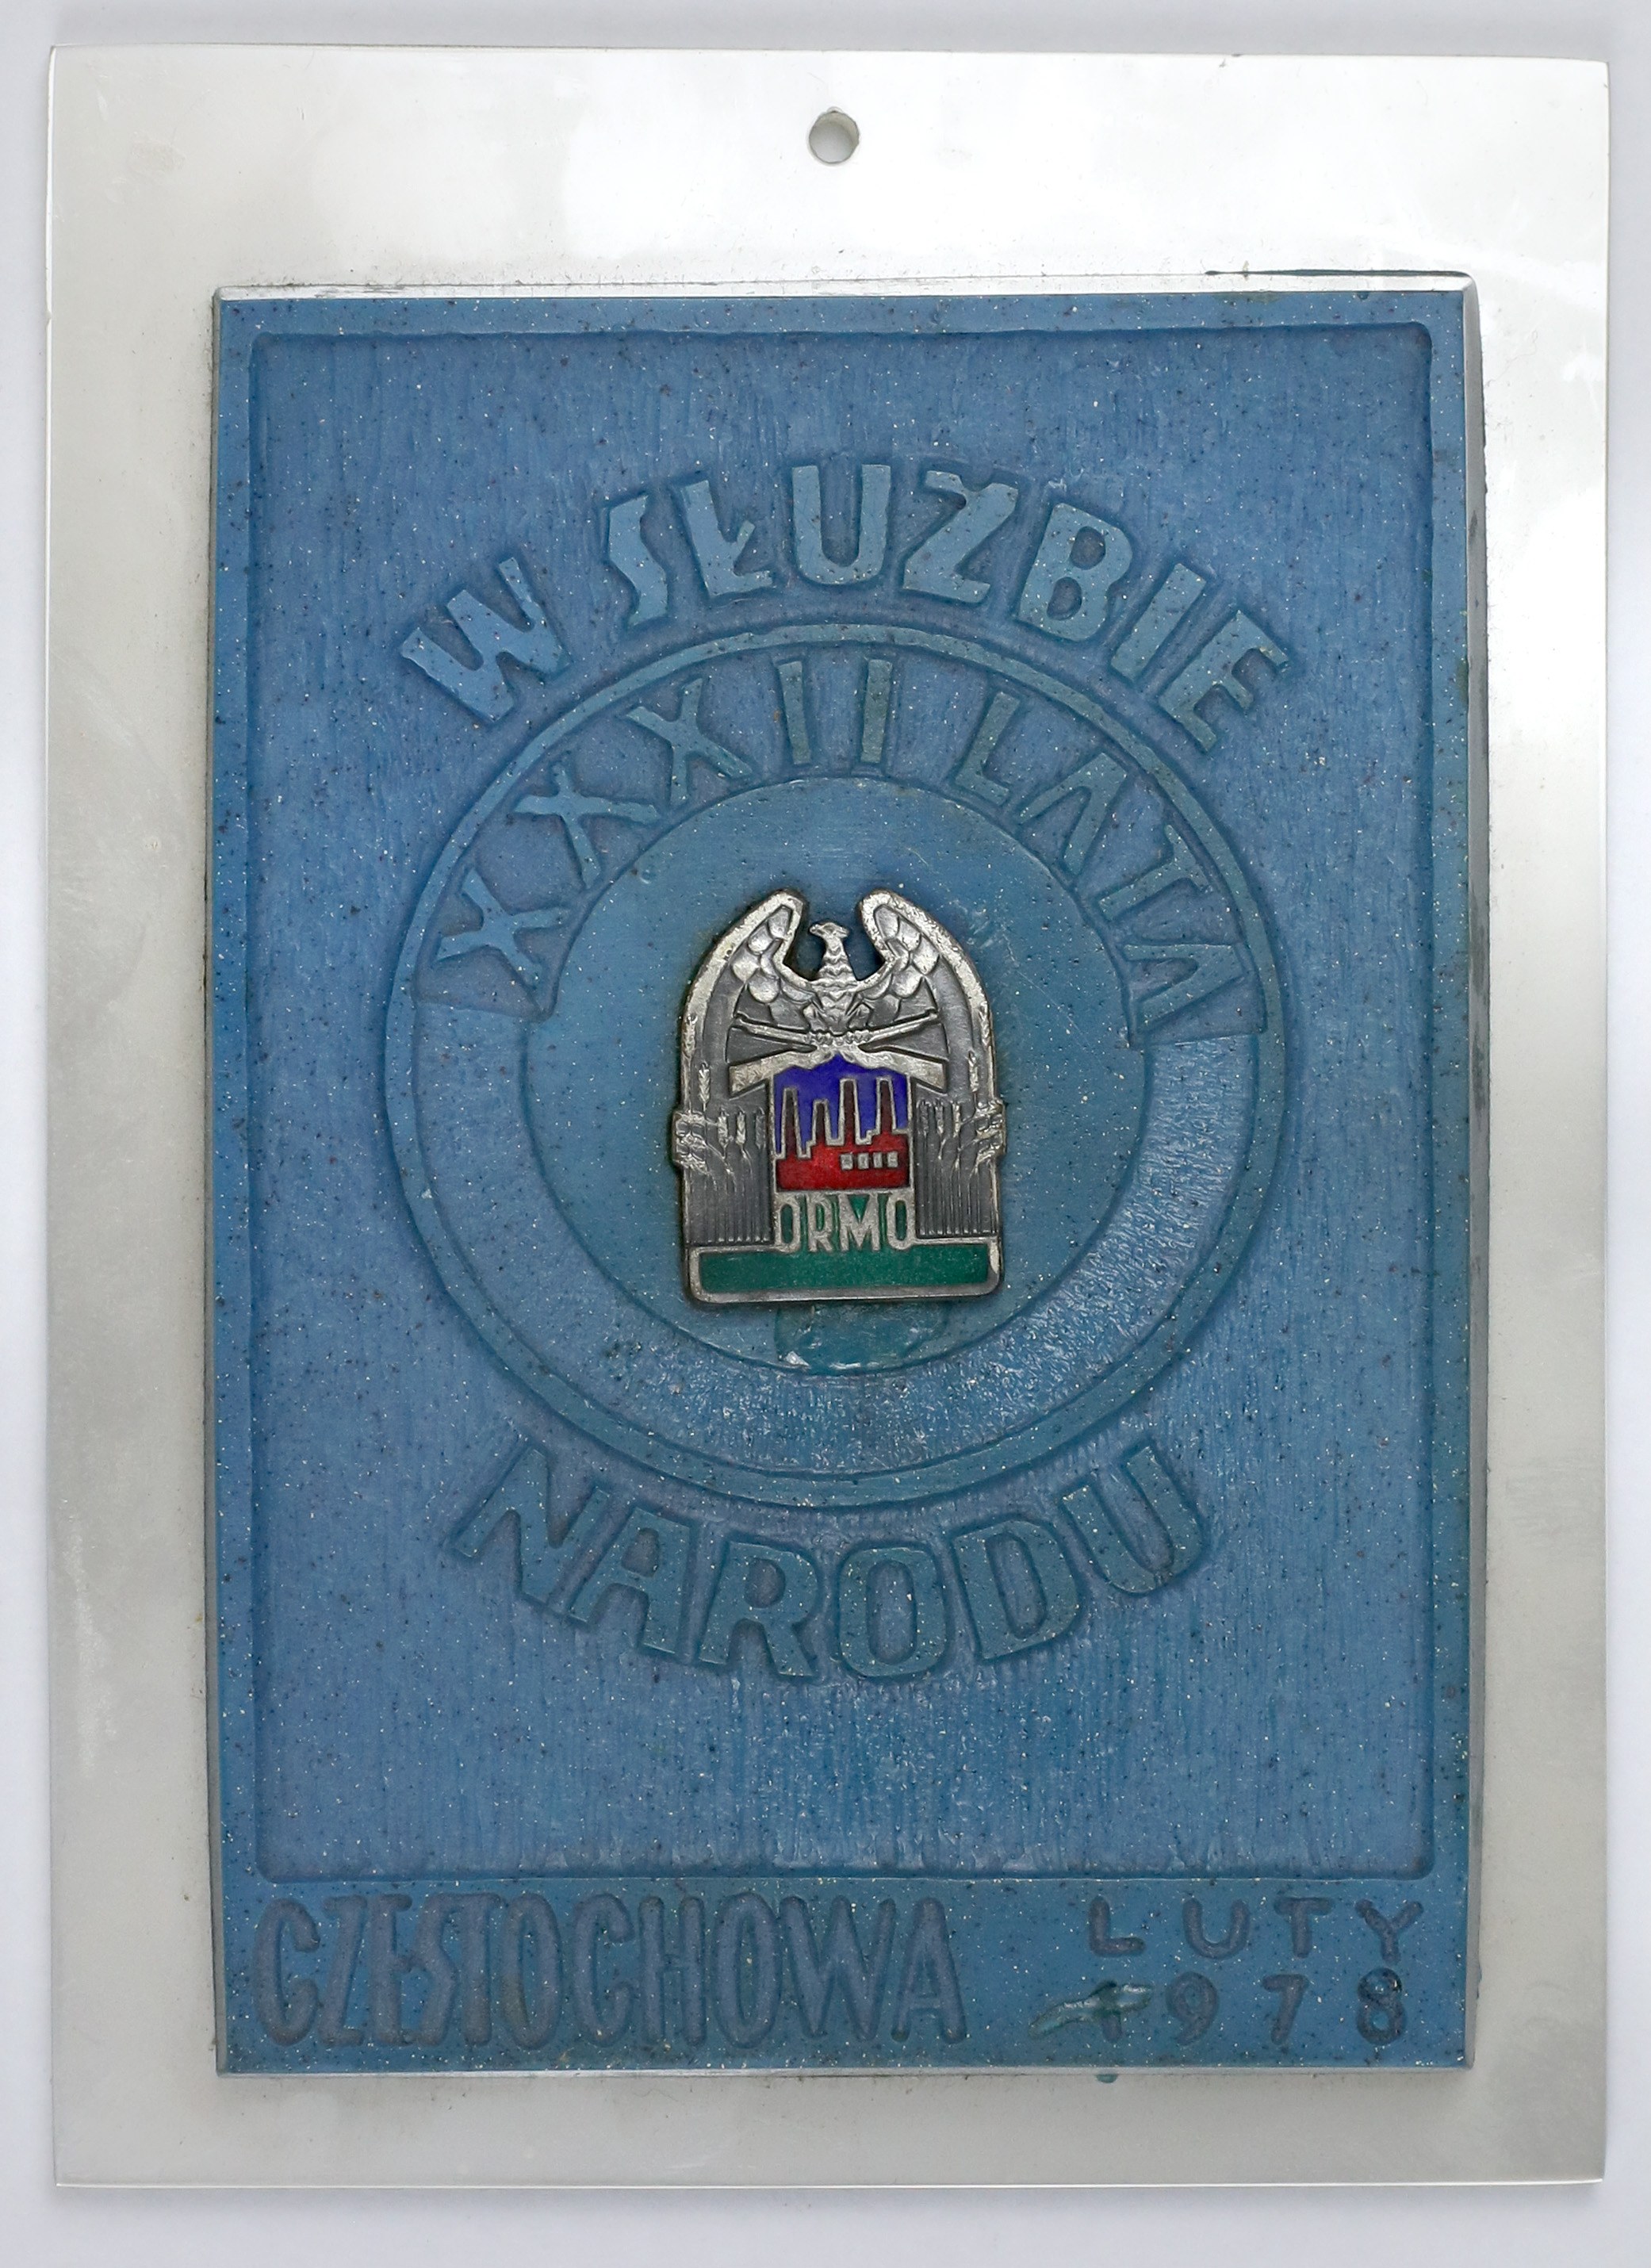 W SŁUŻBIE
XXXII LATA
ORMO
NARODU
CZĘSTOCHOWA
LUTY
1978